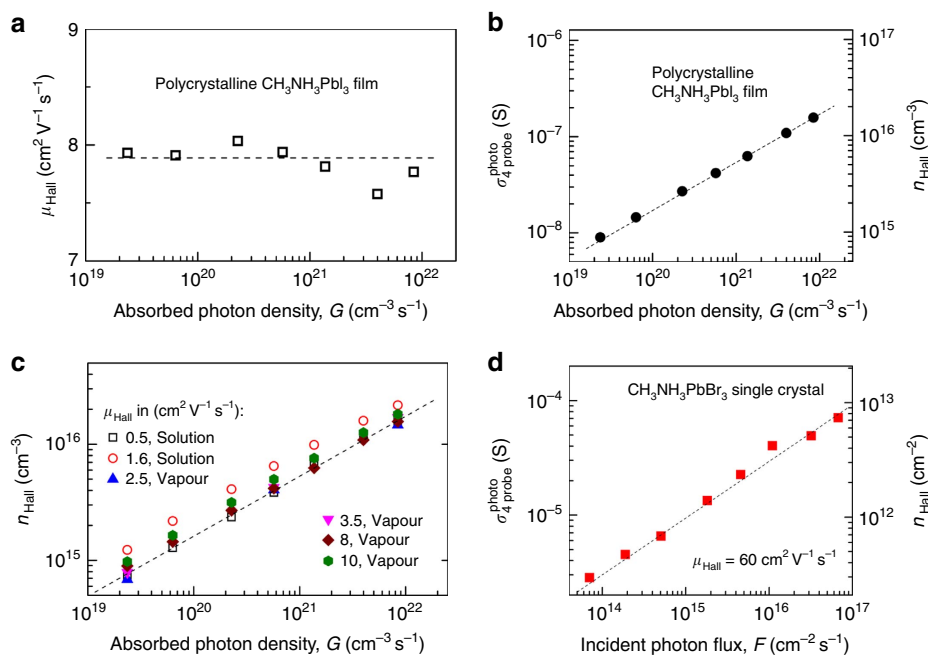 a
9
8
7
μHall (cm² V⁻¹ s⁻¹)
Polycrystalline CH₃NH₃PbI₃ film
10¹⁹ 10²⁰ 10²¹ 10²²
Absorbed photon density, G (cm⁻³ s⁻¹)
b
10⁻⁶
10⁻⁷
10⁻⁸
σ photo 4 probe (S)
Polycrystalline
CH₃NH₃PbI₃ film
10¹⁷
10¹⁶
10¹⁵
nHall (cm⁻³)
10¹⁹ 10²⁰ 10²¹ 10²²
Absorbed photon density, G (cm⁻³ s⁻¹)
c
10¹⁶
10¹⁵
nHall (cm⁻³)
μHall in (cm² V⁻¹ s⁻¹):
0.5, Solution
1.6, Solution
2.5, Vapour
3.5, Vapour
8, Vapour
10, Vapour
10¹⁹ 10²⁰ 10²¹ 10²²
Absorbed photon density, G (cm⁻³ s⁻¹)
d
10⁻⁴
10⁻⁵
σ photo 4 probe (S)
CH₃NH₃PbBr₃ single crystal
μHall = 60 cm² V⁻¹ s⁻¹
10¹³
10¹²
nHall (cm⁻²)
10¹⁴ 10¹⁵ 10¹⁶ 10¹⁷
Incident photon flux, F (cm⁻² s⁻¹)